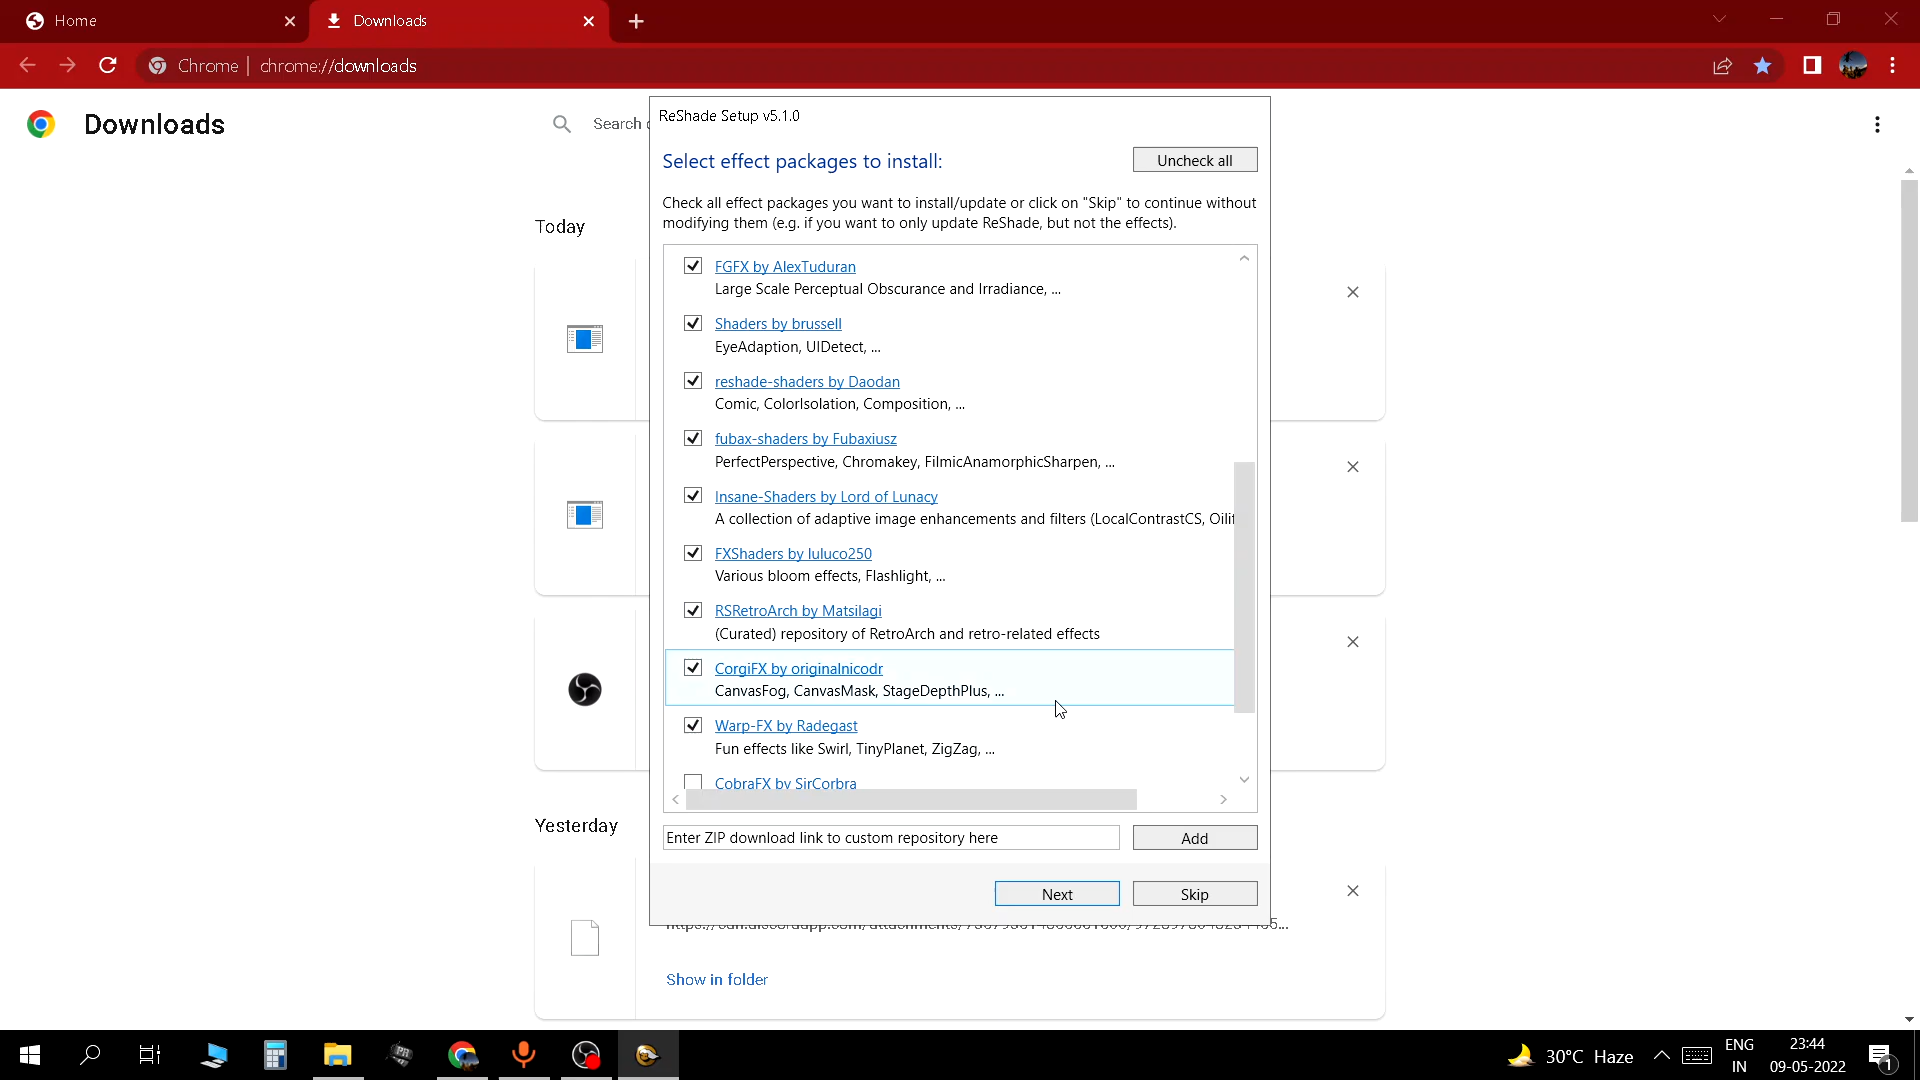 Home
Downloads
Chrome
chrome://downloads
Downloads
Search
ReShade Setup v5.1.0
Select effect packages to install:
Uncheck all
Check all effect packages you want to install/update or click on "Skip" to continue without
modifying them (e.g. if you want to only update ReShade, but not the effects).
Today
FGFX by AlexTuduran
Large Scale Perceptual Obscurance and Irradiance, ...
Shaders by brussell
EyeAdaption, UIDetect, ...
reshade-shaders by Daodan
Comic, ColorIsolation, Composition, ...
fubax-shaders by Fubaxiusz
PerfectPerspective, Chromakey, FilmicAnamorphicSharpen, ...
Insane-Shaders by Lord of Lunacy
A collection of adaptive image enhancements and filters (LocalContrastCS,
FXShaders by luluco250
Various bloom effects, Flashlight, ...
RSRetroArch by Matsilagi
(Curated) repository of RetroArch and retro-related effects
CorgiFX by originalnicodr
CanvasFog, CanvasMask, StageDepthPlus, ...
Warp-FX by Radegast
Fun effects like Swirl, TinyPlanet, ZigZag, ...
CobraFX by SirCorbra
Yesterday
Enter ZIP download link to custom repository here
Add
Next
Skip
Show in folder
30°C Haze
ENG
IN
23:44
09-05-2022
1